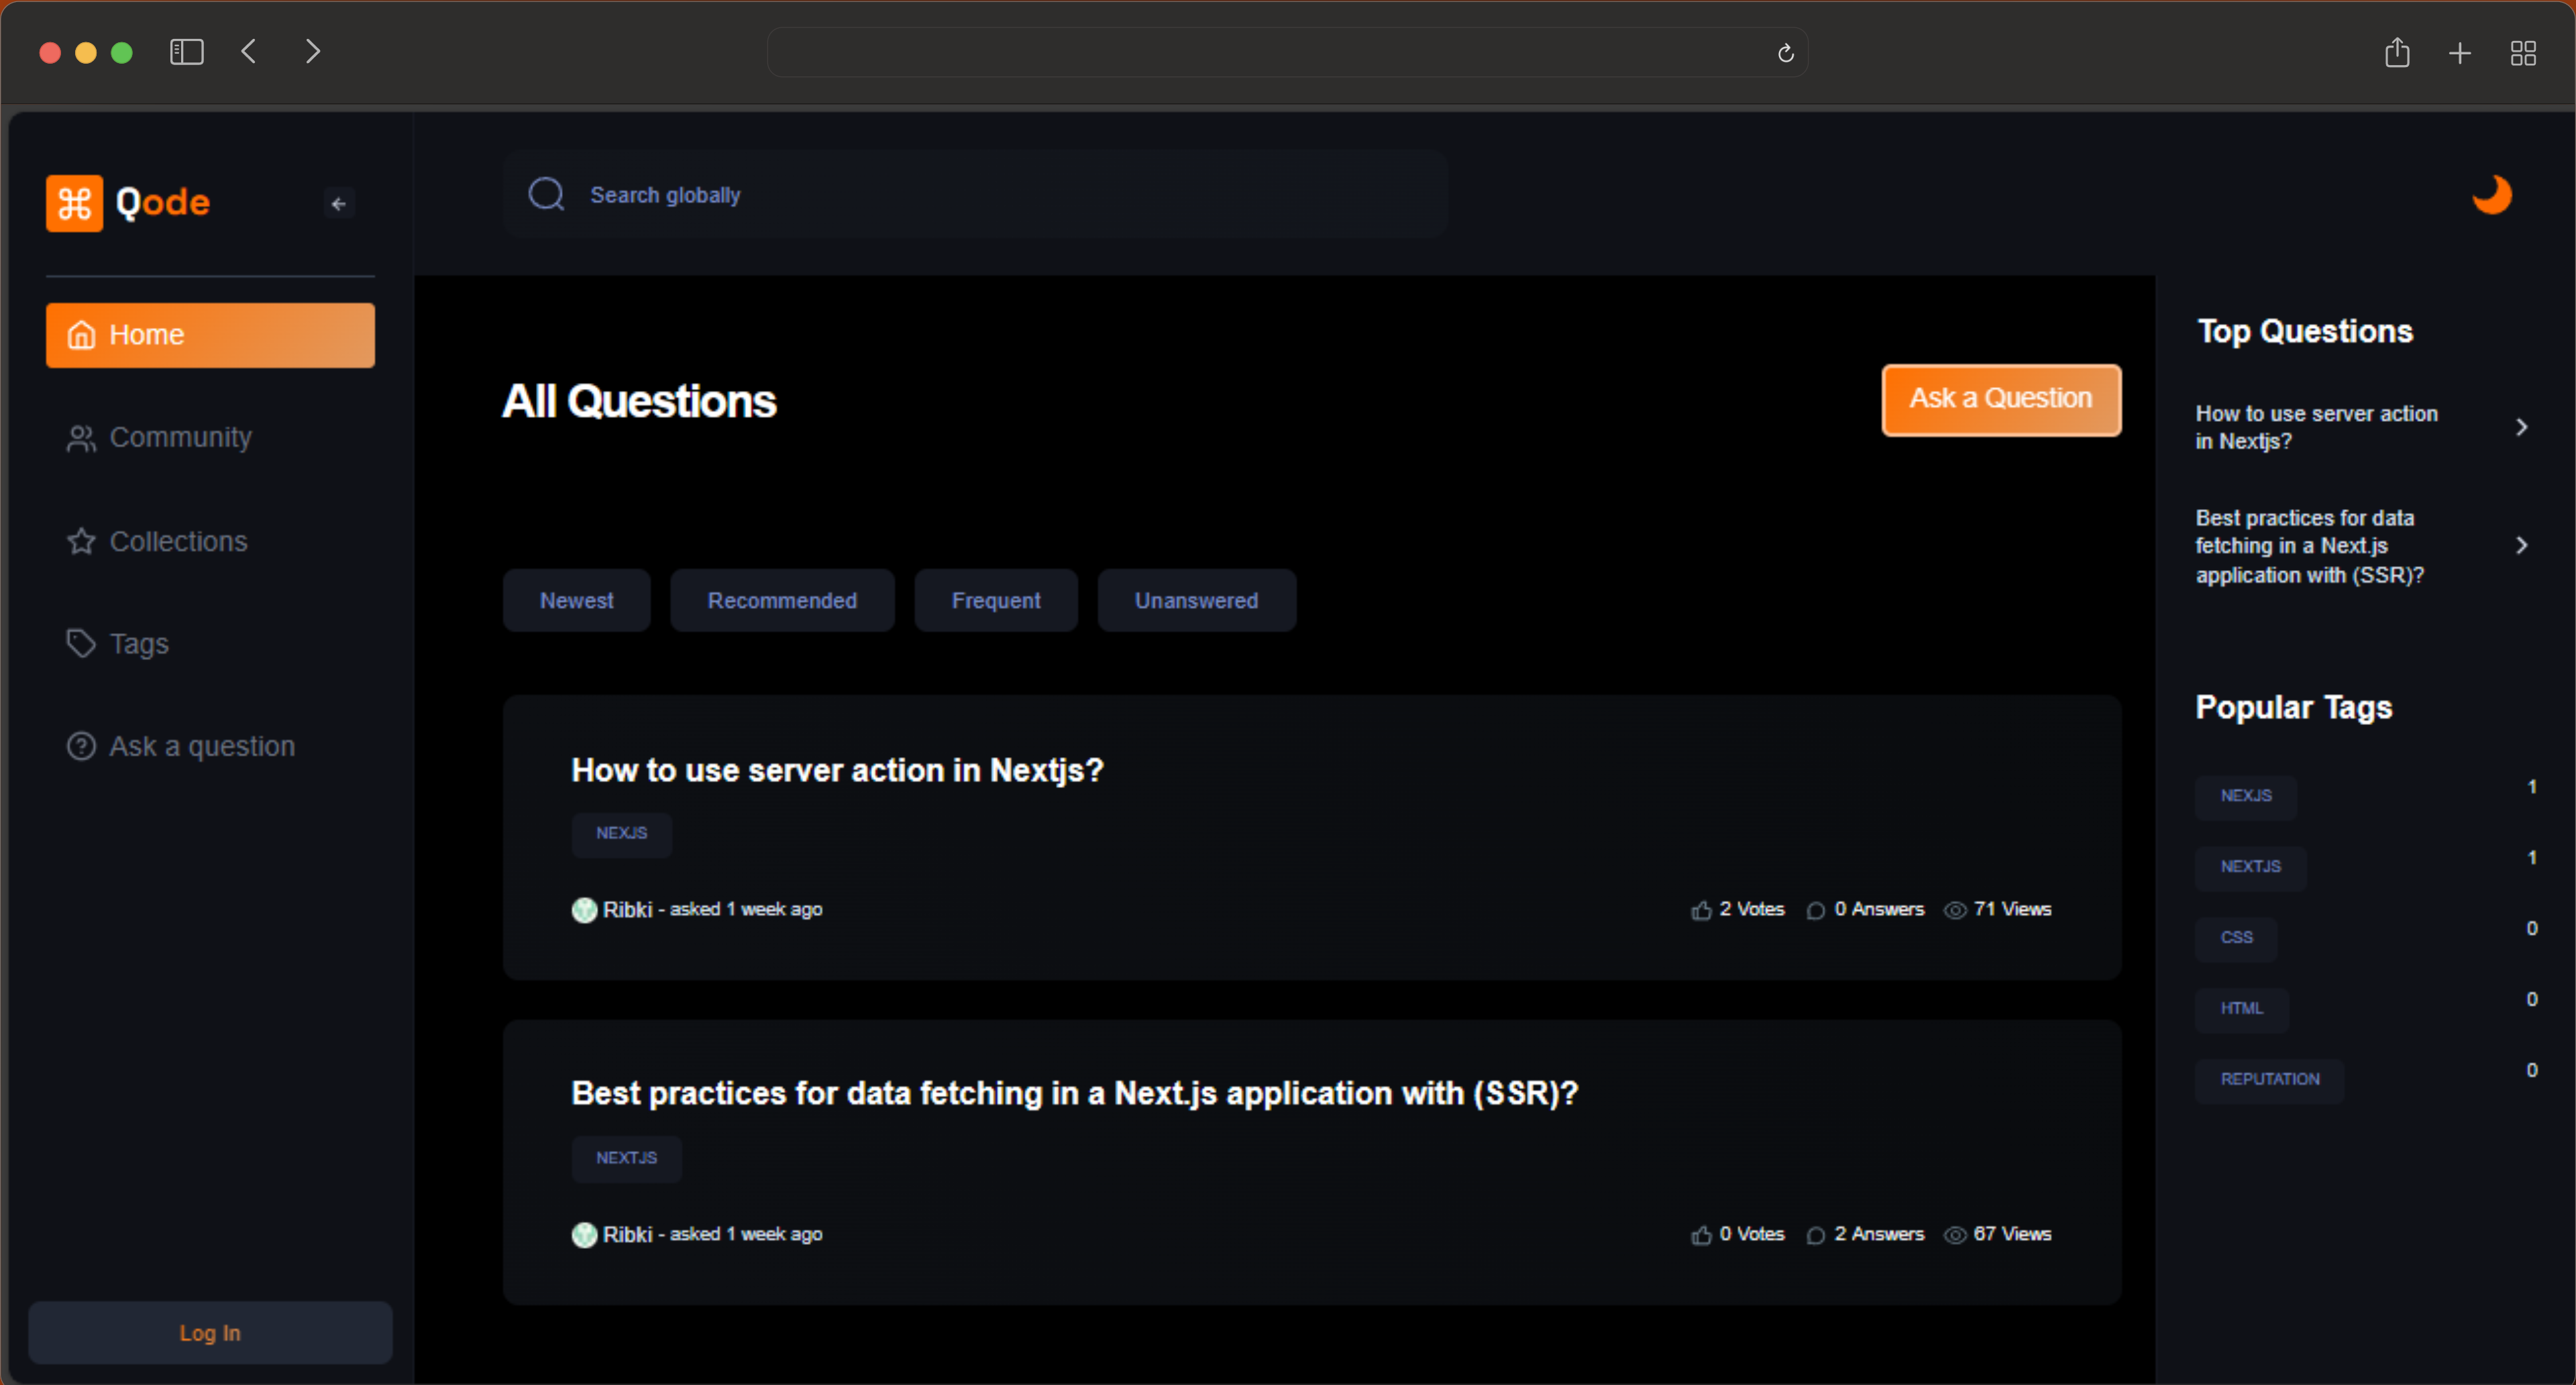 Qode
Search globally
Home
Community
Collections
Tags
Ask a question
Log In
All Questions
Ask a Question
Newest
Recommended
Frequent
Unanswered
How to use server action in Nextjs?
NEXJS
Ribki - asked 1 week ago
2 Votes
0 Answers
71 Views
Best practices for data fetching in a Next.js application with (SSR)?
NEXTJS
Ribki - asked 1 week ago
0 Votes
2 Answers
67 Views
Top Questions
How to use server action
in Nextjs?
Best practices for data
fetching in a Next.js
application with (SSR)?
Popular Tags
NEXJS 1
NEXTJS 1
CSS 0
HTML 0
REPUTATION 0